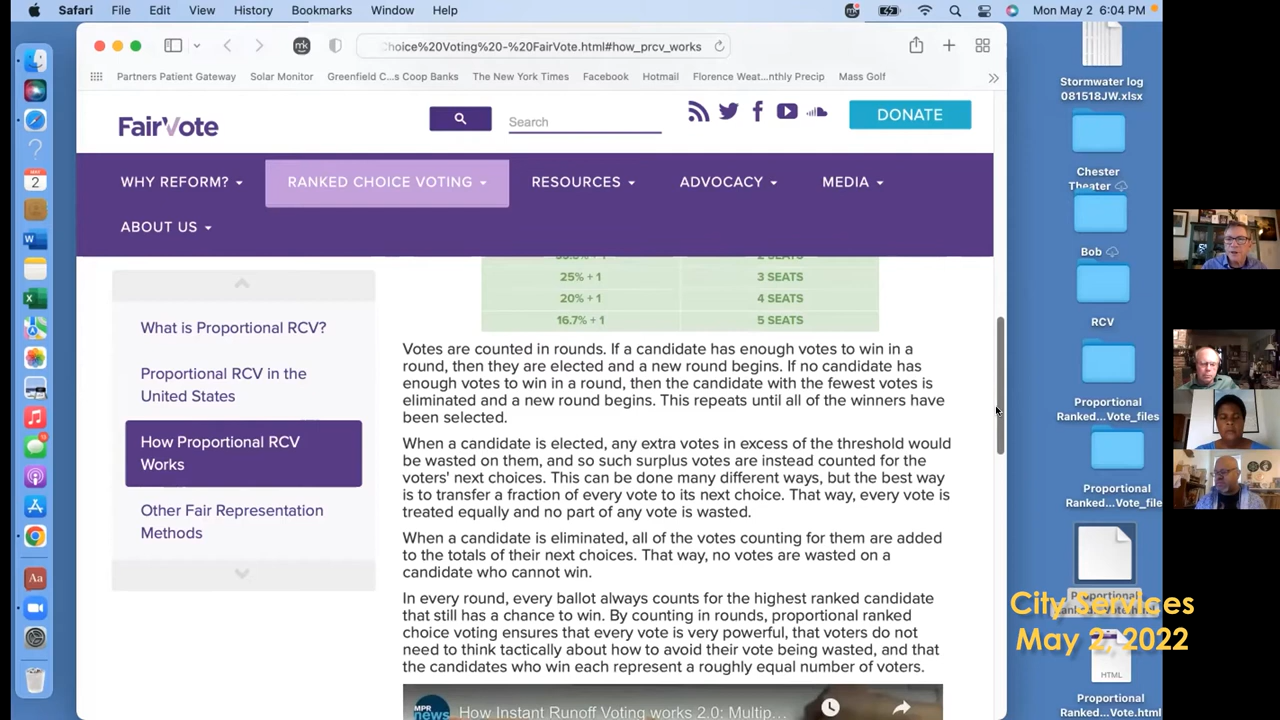 Safari File Edit View History Bookmarks Window Help
Mon May 2 6:04 PM
Choice%20Voting%20-%20FairVote.html#how_prcv_works
Partners Patient Gateway Solar Monitor Greenfield C...s Coop Banks The New York Times Facebook Hotmail Florence Weat...nthly Precip Mass Golf
FairVote
Search
DONATE
WHY REFORM? RANKED CHOICE VOTING RESOURCES ADVOCACY MEDIA
ABOUT US
What is Proportional RCV?
Proportional RCV in the
United States
How Proportional RCV
Works
Other Fair Representation
Methods
25% + 1 3 SEATS
20% + 1 4 SEATS
16.7% + 1 5 SEATS
Votes are counted in rounds. If a candidate has enough votes to win in a
round, then they are elected and a new round begins. If no candidate has
enough votes to win in a round, then the candidate with the fewest votes is
eliminated and a new round begins. This repeats until all of the winners have
been selected.
When a candidate is elected, any extra votes in excess of the threshold would
be wasted on them, and so such surplus votes are instead counted for the
voters' next choices. This can be done many different ways, but the best way
is to transfer a fraction of every vote to its next choice. That way, every vote is
treated equally and no part of any vote is wasted.
When a candidate is eliminated, all of the votes counting for them are added
to the totals of their next choices. That way, no votes are wasted on a
candidate who cannot win.
In every round, every ballot always counts for the highest ranked candidate
that still has a chance to win. By counting in rounds, proportional ranked
choice voting ensures that every vote is very powerful, that voters do not
need to think tactically about how to avoid their vote being wasted, and that
the candidates who win each represent a roughly equal number of voters.
MPR
news
How Instant Runoff Voting works 2.0: Multip...
Stormwater log
081518JW.xlsx
Chester
Theater
Bob
RCV
Proportional
Ranked...Vote_files
Proportional
Ranked...Vote_file
Proportional
City Services
May 2, 2022
HTML
Proportional
Ranked...Vote.html